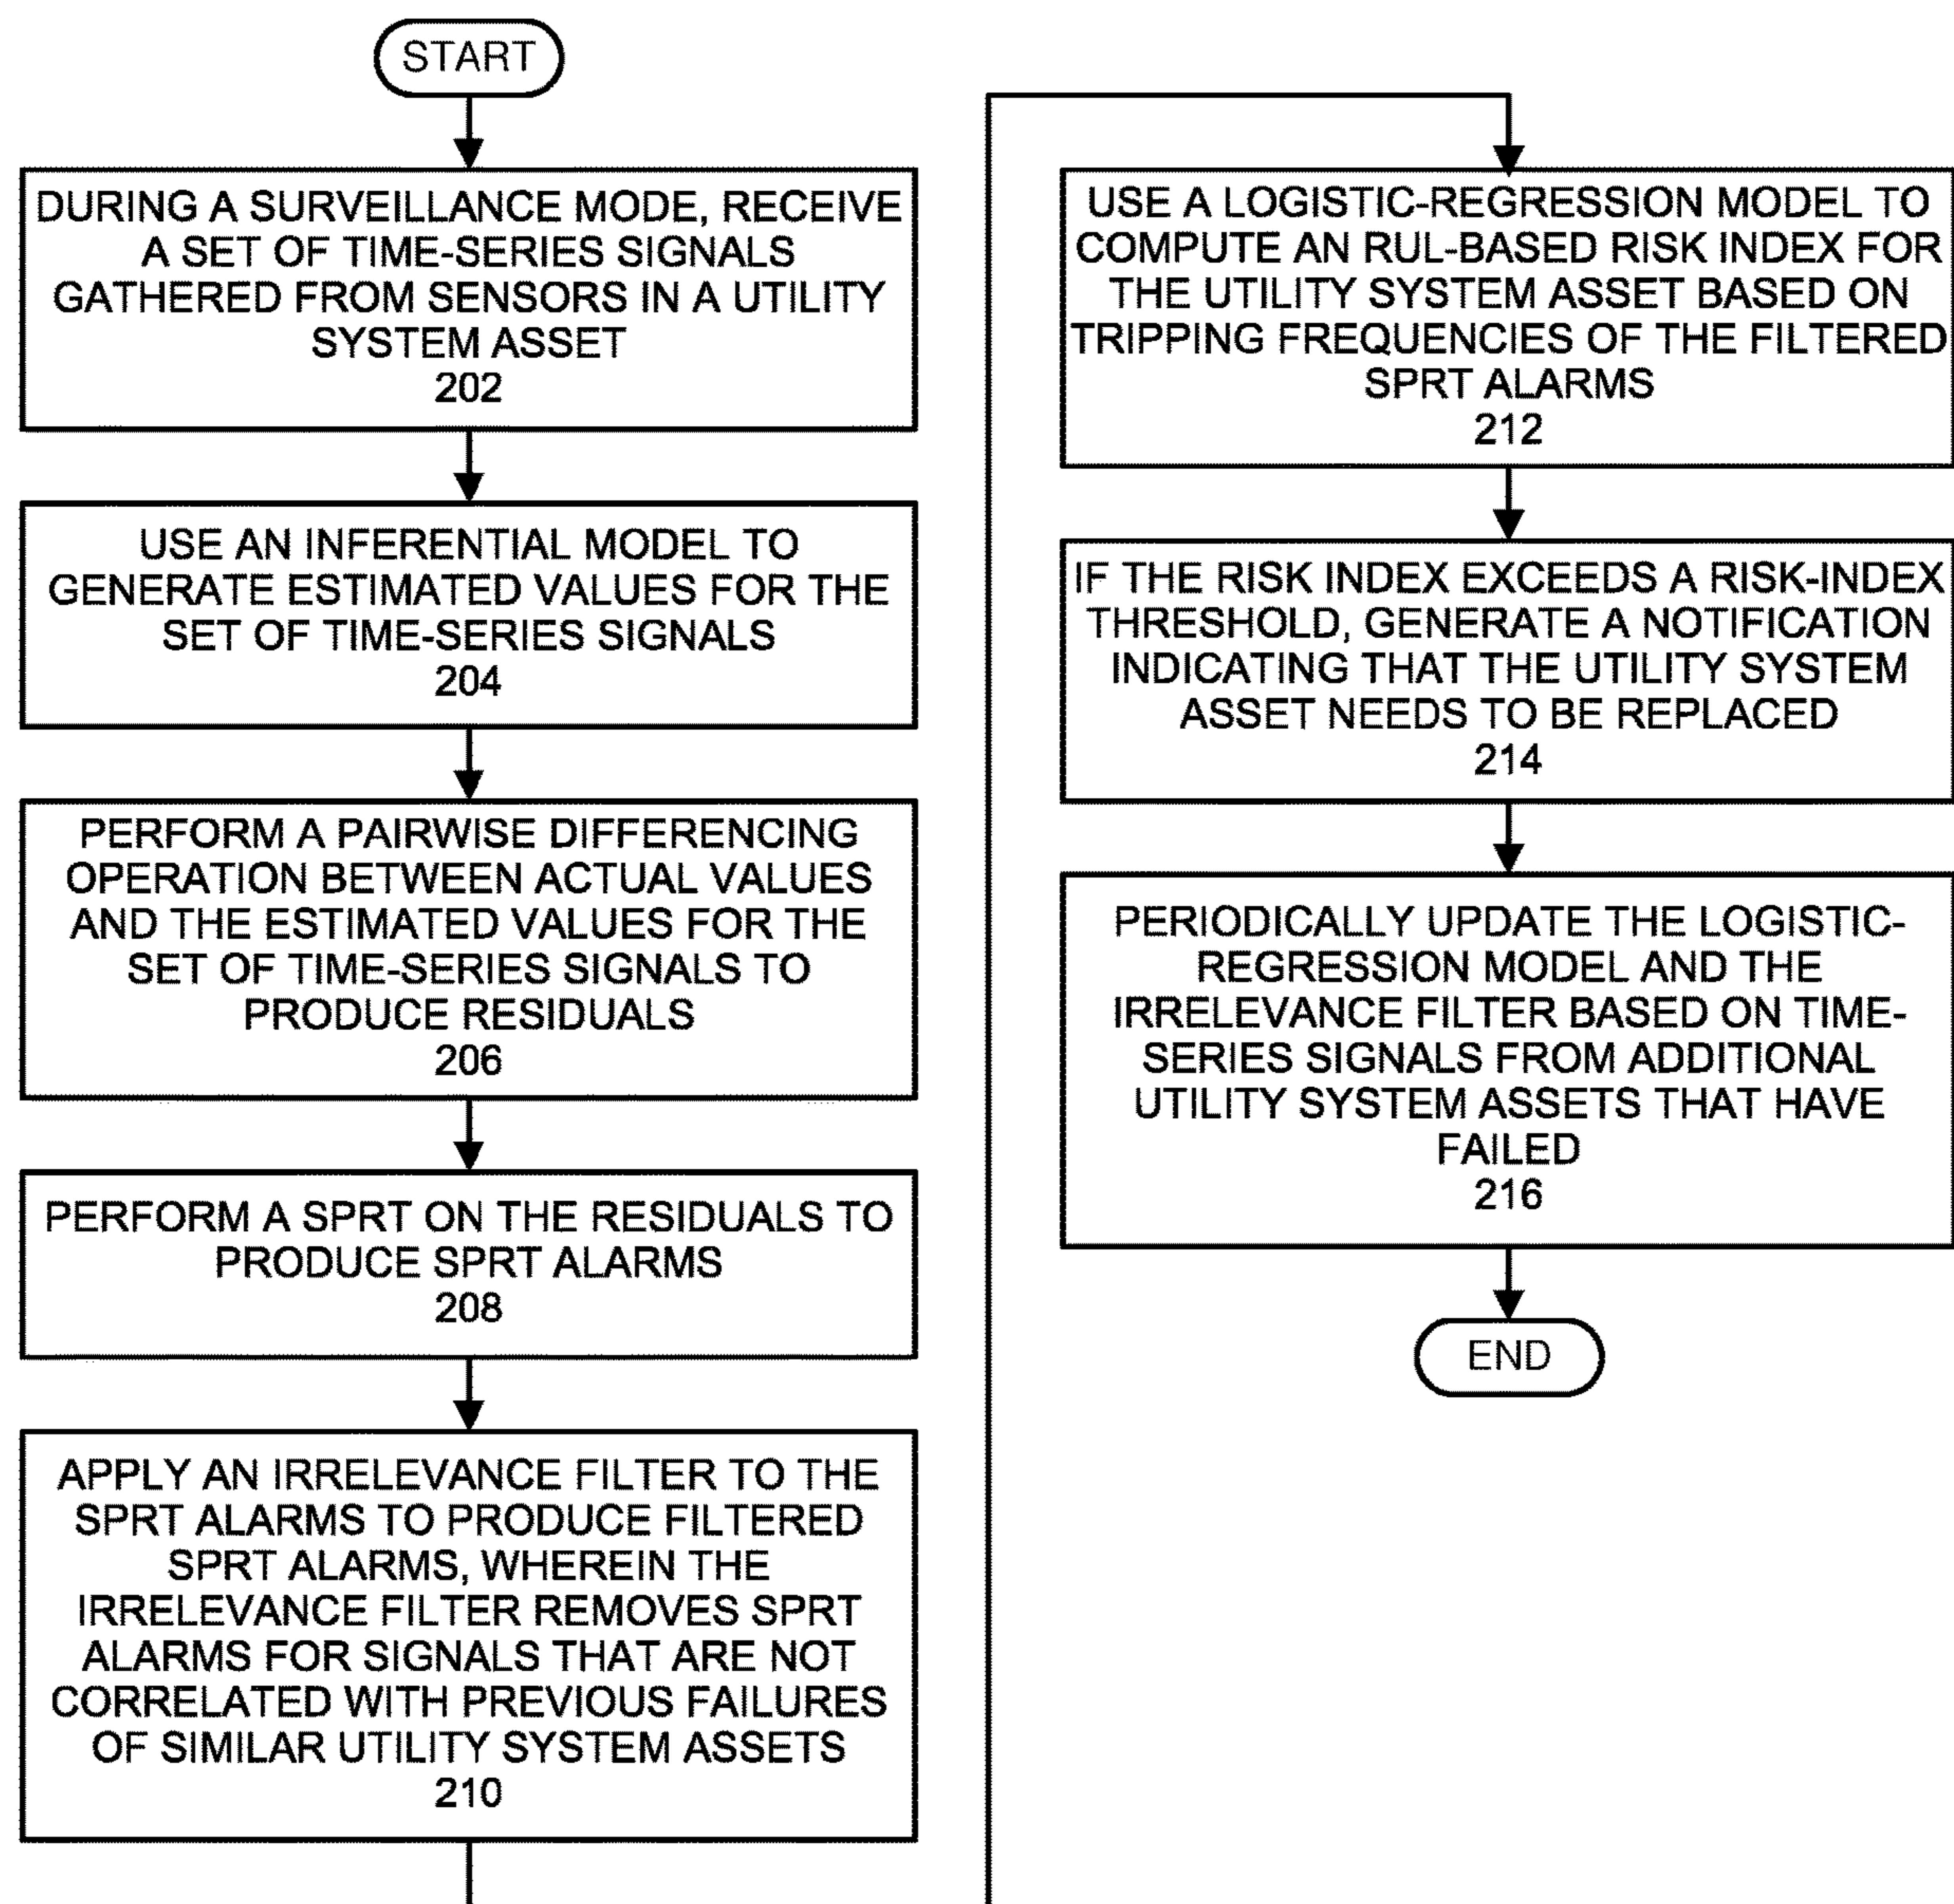 START
DURING A SURVEILLANCE MODE, RECEIVE
A SET OF TIME-SERIES SIGNALS
GATHERED FROM SENSORS IN A UTILITY
SYSTEM ASSET
202
USE AN INFERENTIAL MODEL TO
GENERATE ESTIMATED VALUES FOR THE
SET OF TIME-SERIES SIGNALS
204
PERFORM A PAIRWISE DIFFERENCING
OPERATION BETWEEN ACTUAL VALUES
AND THE ESTIMATED VALUES FOR THE
SET OF TIME-SERIES SIGNALS TO
PRODUCE RESIDUALS
206
PERFORM A SPRT ON THE RESIDUALS TO
PRODUCE SPRT ALARMS
208
APPLY AN IRRELEVANCE FILTER TO THE
SPRT ALARMS TO PRODUCE FILTERED
SPRT ALARMS, WHEREIN THE
IRRELEVANCE FILTER REMOVES SPRT
ALARMS FOR SIGNALS THAT ARE NOT
CORRELATED WITH PREVIOUS FAILURES
OF SIMILAR UTILITY SYSTEM ASSETS
210
USE A LOGISTIC-REGRESSION MODEL TO
COMPUTE AN RUL-BASED RISK INDEX FOR
THE UTILITY SYSTEM ASSET BASED ON
TRIPPING FREQUENCIES OF THE FILTERED
SPRT ALARMS
212
IF THE RISK INDEX EXCEEDS A RISK-INDEX
THRESHOLD, GENERATE A NOTIFICATION
INDICATING THAT THE UTILITY SYSTEM
ASSET NEEDS TO BE REPLACED
214
PERIODICALLY UPDATE THE LOGISTIC-
REGRESSION MODEL AND THE
IRRELEVANCE FILTER BASED ON TIME-
SERIES SIGNALS FROM ADDITIONAL
UTILITY SYSTEM ASSETS THAT HAVE
FAILED
216
END